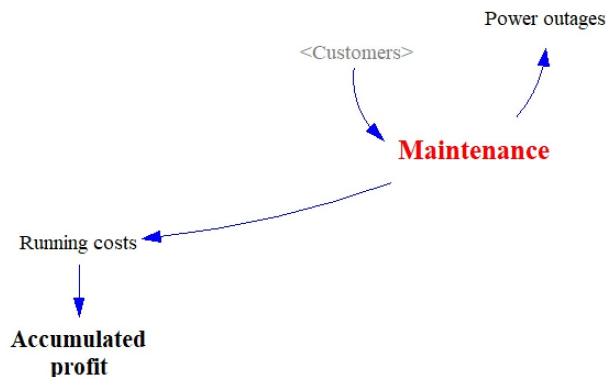 Power outages
<Customers>
Maintenance
Running costs
Accumulated
profit